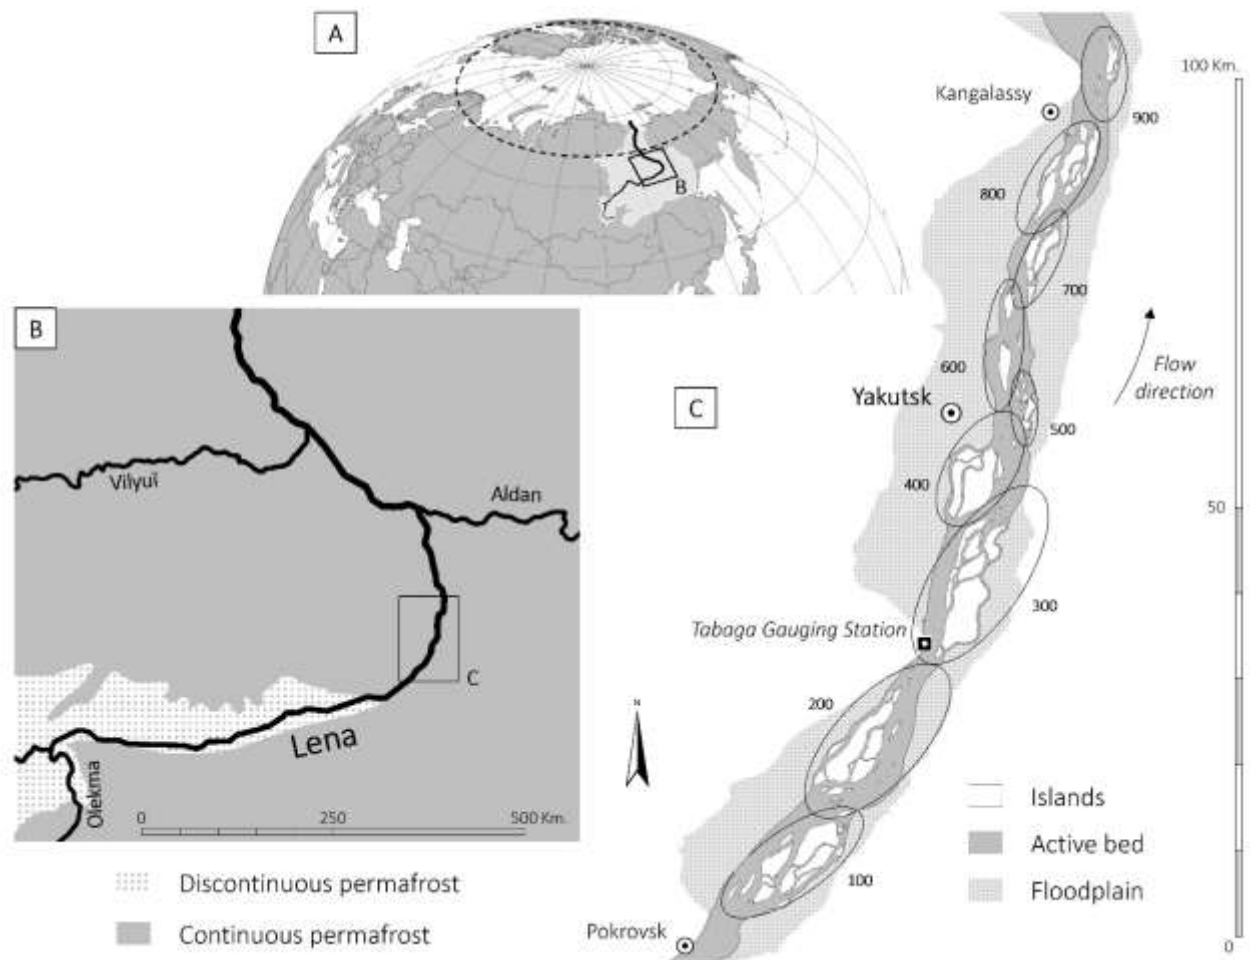 A
B
B
Vilyuï
Aldan
C
Lena
Olekma
0
250
500 Km.
Discontinuous permafrost
Continuous permafrost
C
100 Km.
Kangalassy
900
800
700
Flow
direction
600
Yakutsk
500
400
50
300
Tabaga Gauging Station
200
N
Islands
Active bed
Floodplain
100
Pokrovsk
0